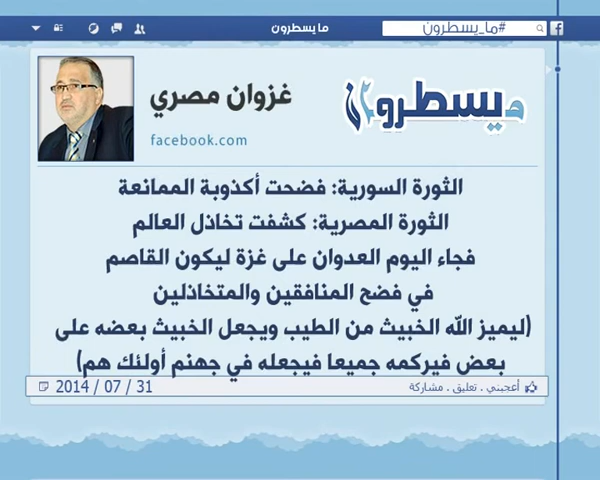 #ما_يسطرون
ما يسطرون
ما يسطرون
غزوان مصري
facebook.com
الثورة السورية: فضحت أكذوبة الممانعة
الثورة المصرية: كشفت تخاذل العالم
فجاء اليوم العدوان على غزة ليكون القاصم
في فضح المنافقين والمتخاذلين
(ليميز الله الخبيث من الطيب ويجعل الخبيث بعضه على
بعض فيركمه جميعا فيجعله في جهنم أولئك هم)
أعجبني . تعليق . مشاركة
2014 / 07 / 31